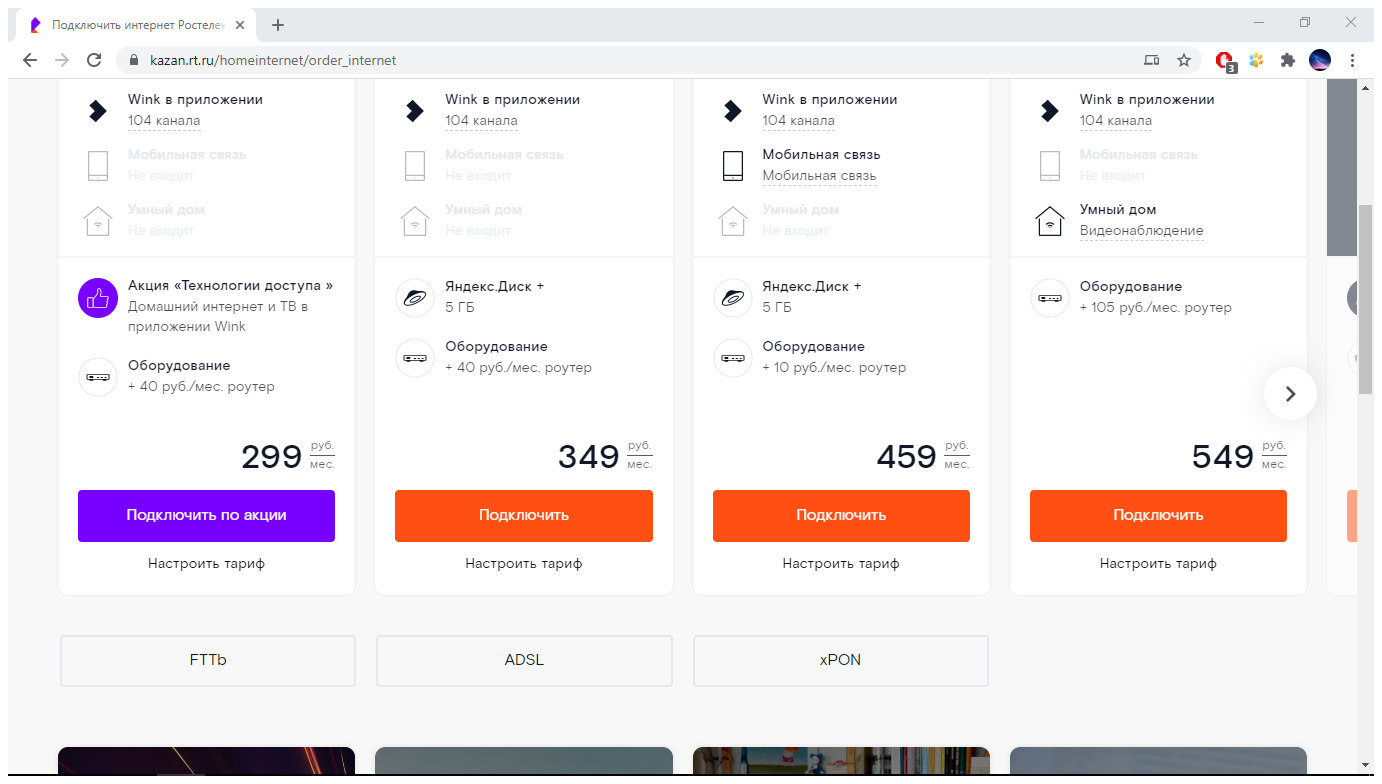 Подключить интернет Ростелек
kazan.rt.ru/homeinternet/order_internet
3
Wink в приложении
104 канала
Мобильная связь
Не входит
Умный дом
Не входит
Акция «Технологии доступа »
Домашний интернет и ТВ в
приложении Wink
Оборудование
+ 40 руб./мес. роутер
299 руб.
мес.
Подключить по акции
Настроить тариф
Wink в приложении
104 канала
Мобильная связь
Не входит
Умный дом
Не входит
Яндекс.Диск +
5 ГБ
Оборудование
+ 40 руб./мес. роутер
349 руб.
мес.
Подключить
Настроить тариф
Wink в приложении
104 канала
Мобильная связь
Мобильная связь
Умный дом
Не входит
Яндекс.Диск +
5 ГБ
Оборудование
+ 10 руб./мес. роутер
459 руб.
мес.
Подключить
Настроить тариф
Wink в приложении
104 канала
Мобильная связь
Не входит
Умный дом
Видеонаблюдение
Оборудование
+ 105 руб./мес. роутер
549 руб.
мес.
Подключить
Настроить тариф
FTTb
ADSL
xPON